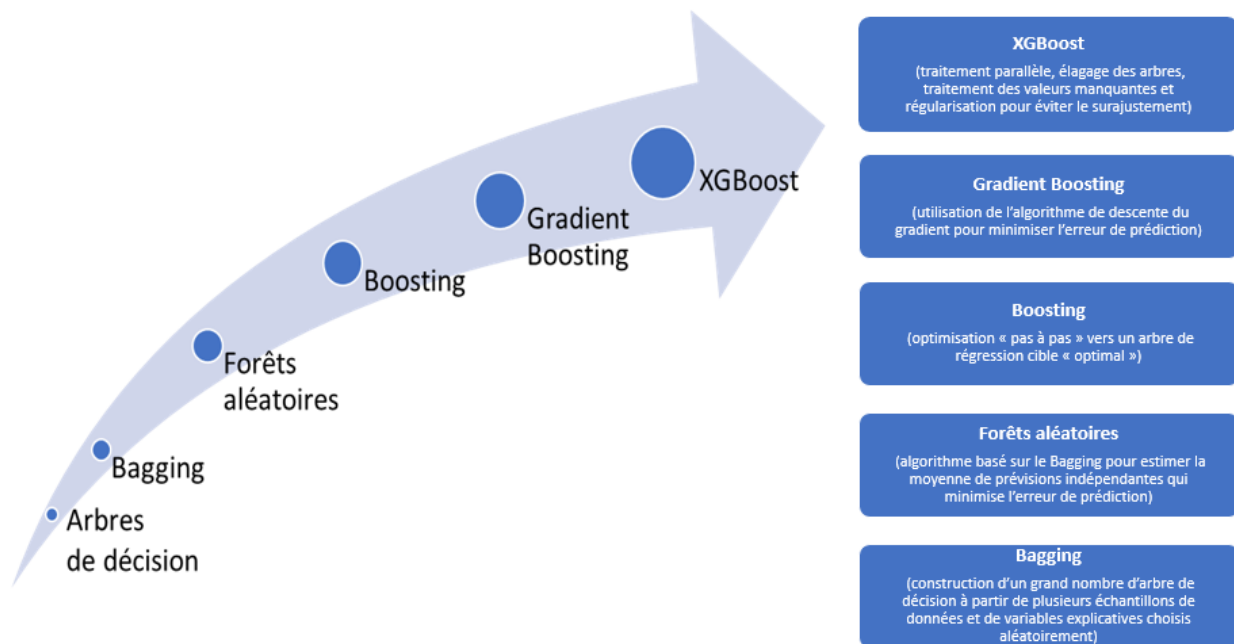 XGBoost
Gradient
Boosting
Boosting
Forêts
aléatoires
Bagging
Arbres
de décision
XGBoost
(traitement parallèle, élagage des arbres,
traitement des valeurs manquantes et
régularisation pour éviter le surajustement)
Gradient Boosting
(utilisation de l'algorithme de descente du
gradient pour minimiser l'erreur de prédiction)
Boosting
(optimisation « pas à pas » vers un arbre de
régression cible « optimal »)
Forêts aléatoires
(algorithme basé sur le Bagging pour estimer la
moyenne de prévisions indépendantes qui
minimise l'erreur de prédiction)
Bagging
(construction d'un grand nombre d'arbre de
décision à partir de plusieurs échantillons de
données et de variables explicatives choisis
aléatoirement)